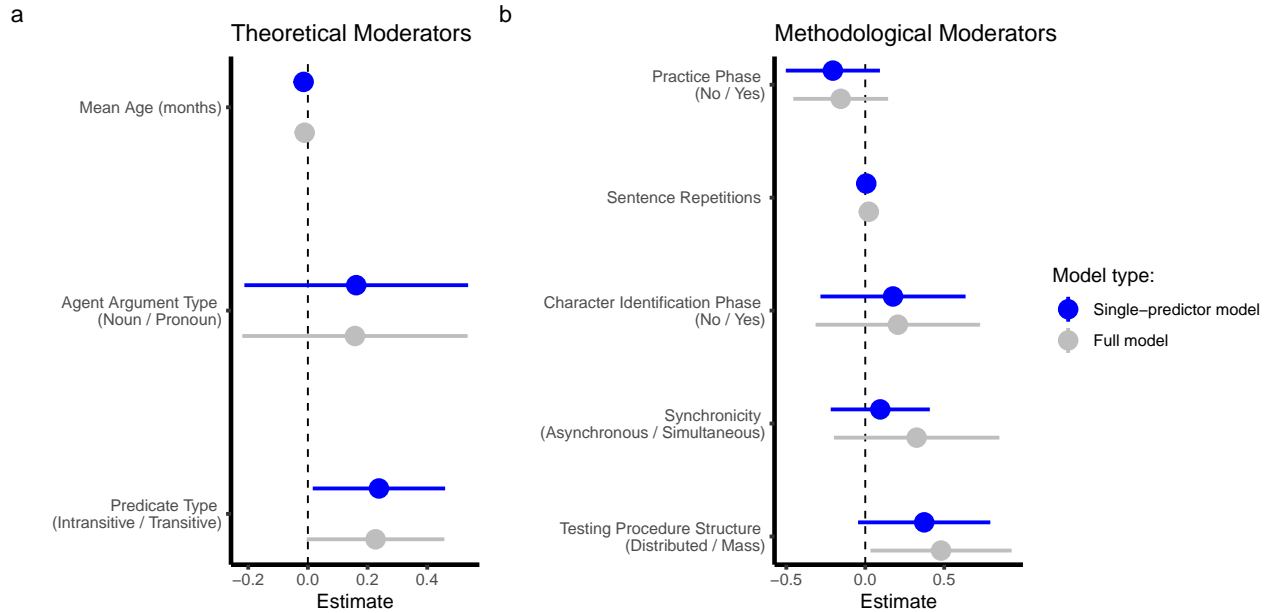 a
Theoretical Moderators
Mean Age (months)
Agent Argument Type
(Noun / Pronoun)
Predicate Type
(Intransitive / Transitive)
−0.2 0.0 0.2 0.4
Estimate
b
Methodological Moderators
Practice Phase
(No / Yes)
Sentence Repetitions
Character Identification Phase
(No / Yes)
Synchronicity
(Asynchronous / Simultaneous)
Testing Procedure Structure
(Distributed / Mass)
−0.5 0.0 0.5
Estimate
Model type:
Single−predictor model
Full model